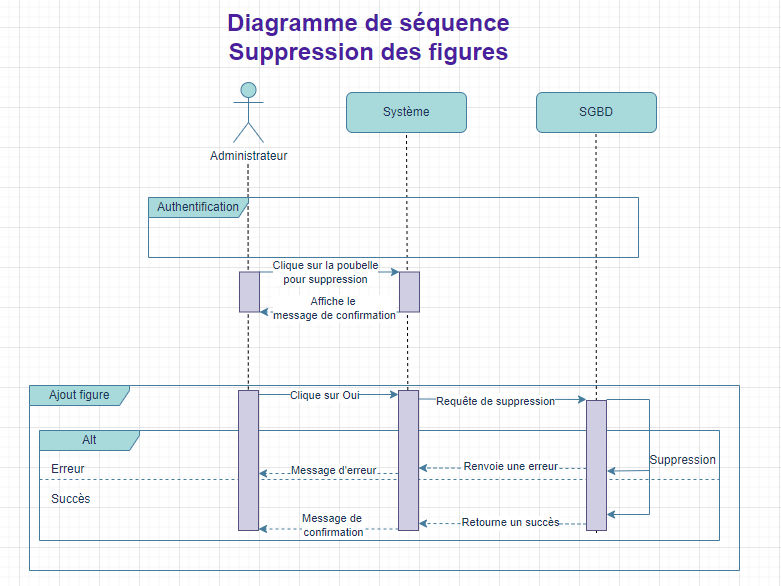 Diagramme de séquence
Suppression des figures
Système
SGBD
Administrateur
Authentification
Clique sur la poubelle
pour suppression
Affiche le
message de confirmation
Ajout figure
Clique sur Oui
Requête de suppression
Alt
Suppression
Erreur
Message d'erreur
Renvoie une erreur
Succès
Message de
confirmation
Retourne un succès